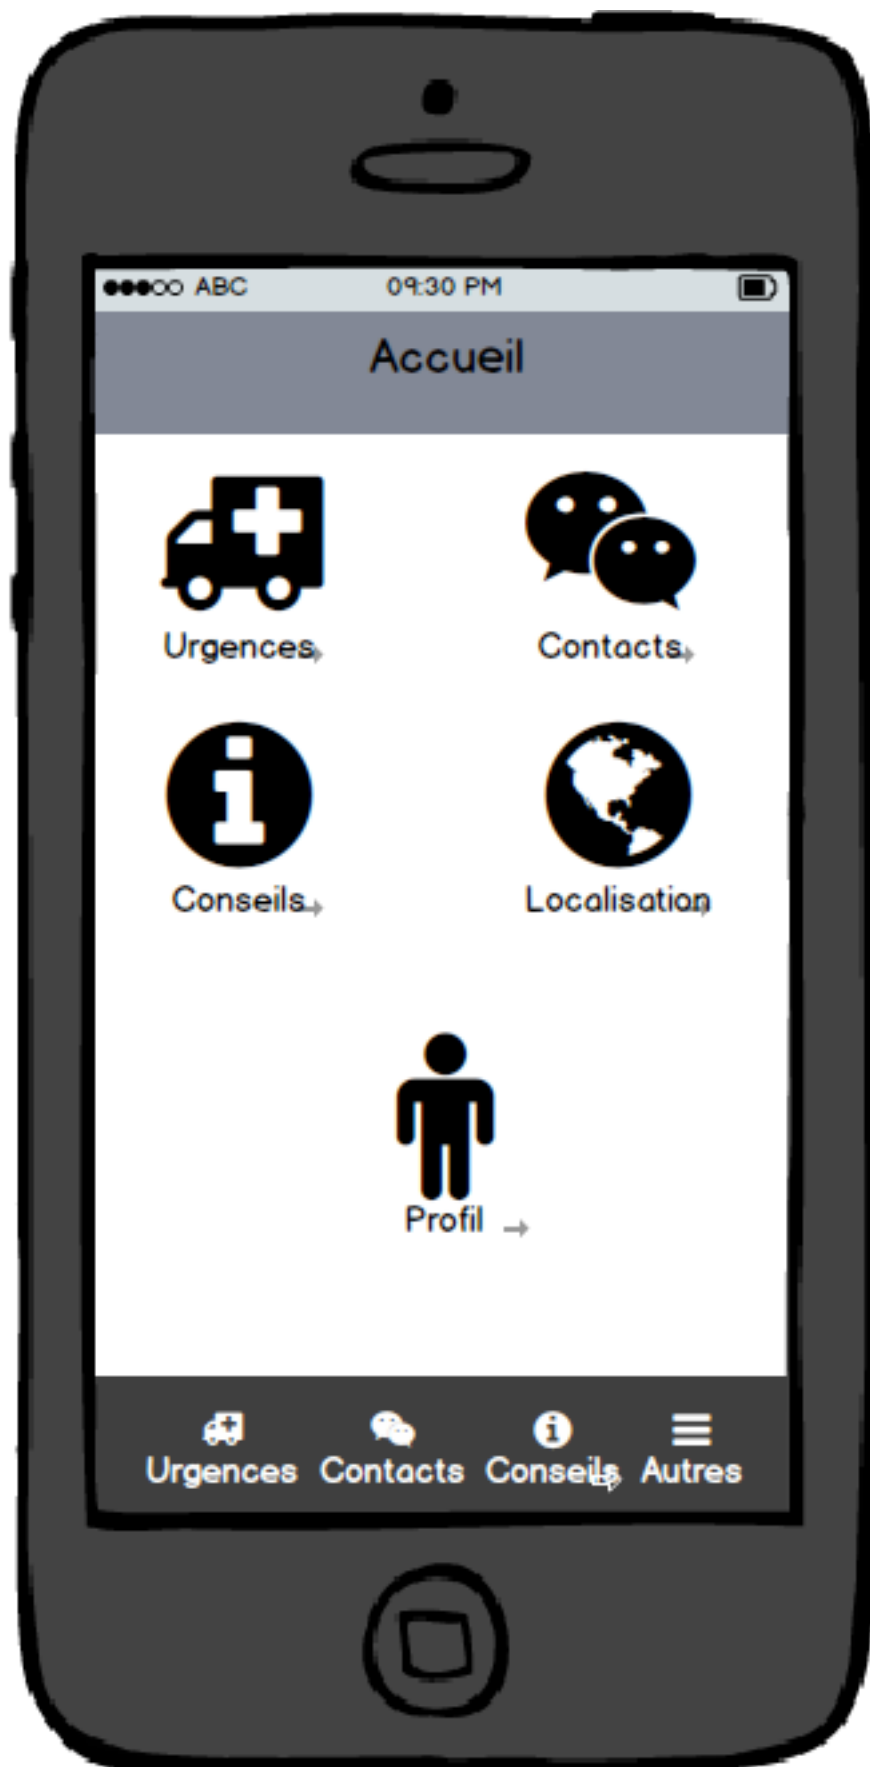 ABC 09:30 PM
Accueil
Urgences Contacts
Conseils Localisation
Profil
Urgences Contacts Conseils Autres